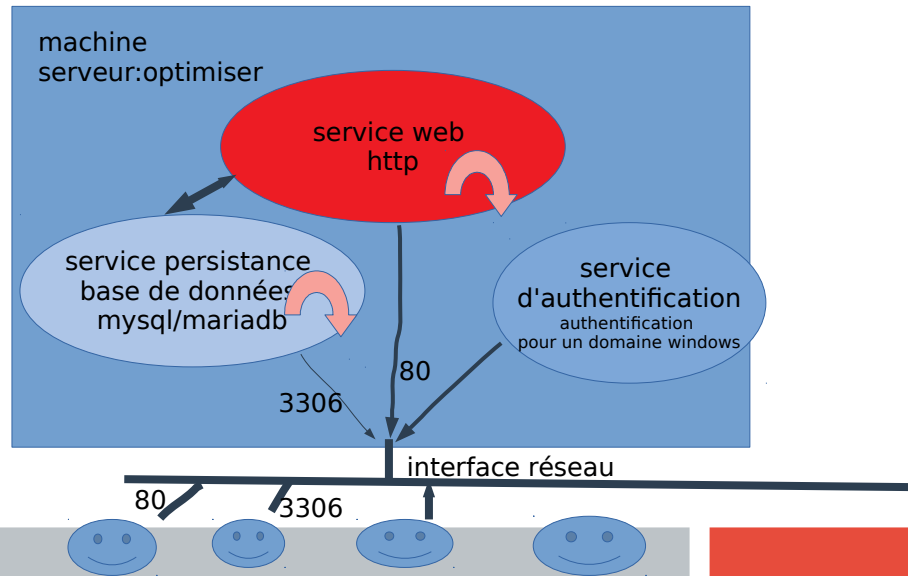 machine
serveur:optimiser
service web
http
service persistance
base de données
mysql/mariadb
service
d'authentification
authentification
pour un domaine windows
80
3306
interface réseau
80
3306